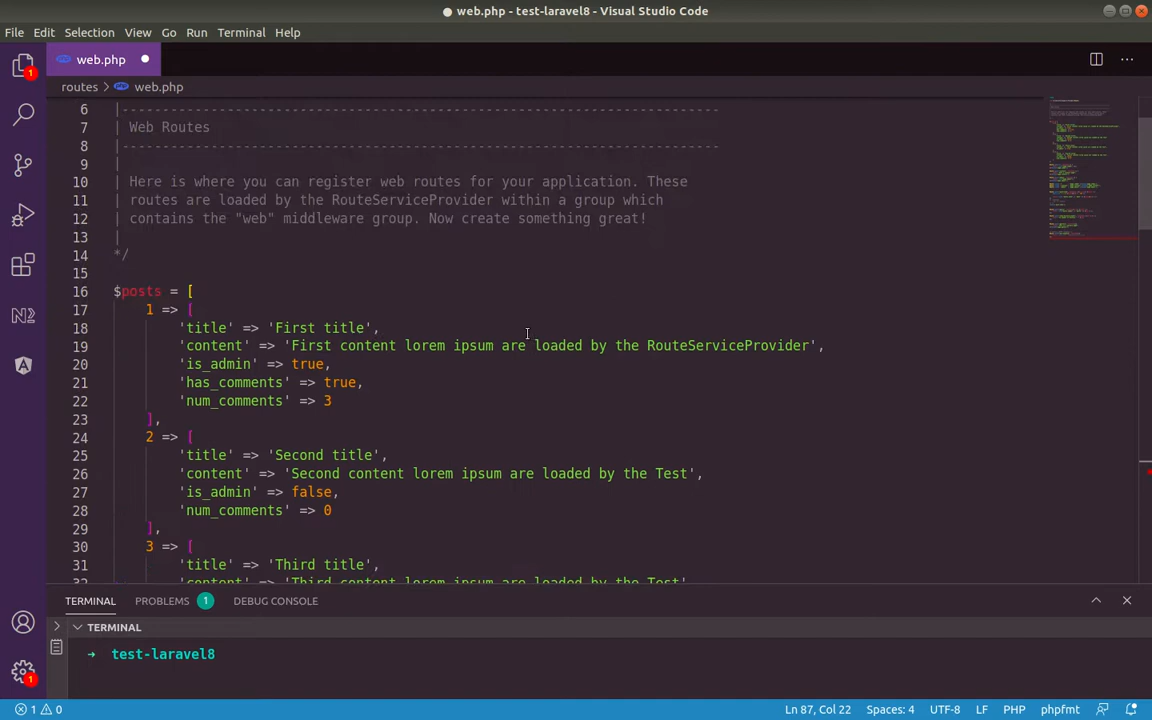 web.php - test-laravel8 - Visual Studio Code
File Edit Selection View Go Run Terminal Help
1
web.php
routes > web.php
6 |--------------------------------------------------------------------------
7 | Web Routes
8 |--------------------------------------------------------------------------
9 |
10 | Here is where you can register web routes for your application. These
11 | routes are loaded by the RouteServiceProvider within a group which
12 | contains the "web" middleware group. Now create something great!
13 |
14 */
15
16 $posts = [
17 1 => [
18 'title' => 'First title',
19 'content' => 'First content lorem ipsum are loaded by the RouteServiceProvider',
20 'is_admin' => true,
21 'has_comments' => true,
22 'num_comments' => 3
23 ],
24 2 => [
25 'title' => 'Second title',
26 'content' => 'Second content lorem ipsum are loaded by the Test',
27 'is_admin' => false,
28 'num_comments' => 0
29 ],
30 3 => [
31 'title' => 'Third title',
32 'content' => 'Third content lorem ipsum are loaded by the Test'
TERMINAL PROBLEMS 1 DEBUG CONSOLE
TERMINAL
→ test-laravel8
1
1 0 Ln 87, Col 22 Spaces: 4 UTF-8 LF PHP phpfmt